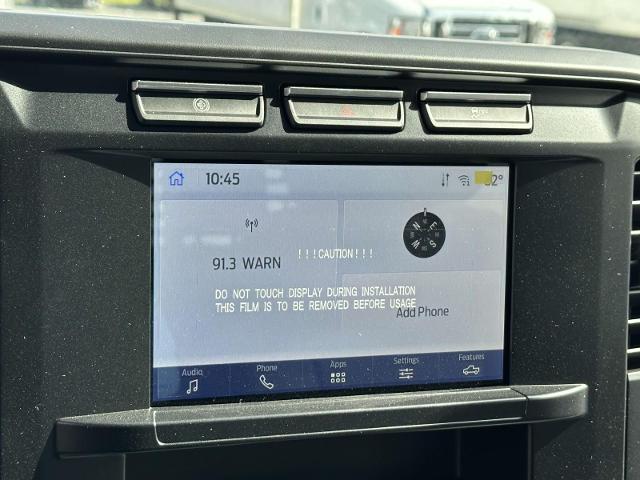 10:45
2°
91.3 WARN
!!!CAUTION!!!
DO NOT TOUCH DISPLAY DURING INSTALLATION
THIS FILM IS TO BE REMOVED BEFORE USAGE
Add Phone
N E S W
Audio Phone Apps Settings Features